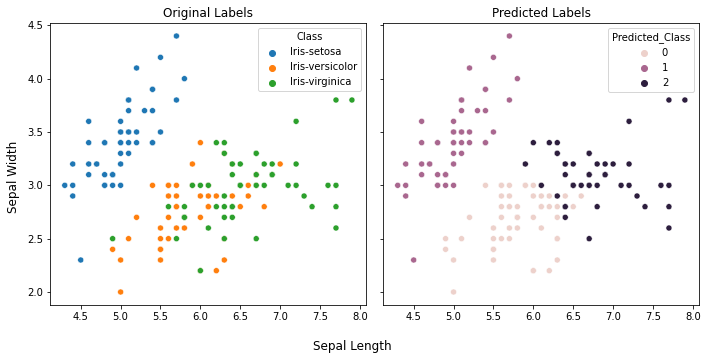 Original Labels
Predicted Labels
Class
Iris-setosa
Iris-versicolor
Iris-virginica
Predicted_Class
0
1
2
Sepal Width
4.5
4.0
3.5
3.0
2.5
2.0
4.5 5.0 5.5 6.0 6.5 7.0 7.5 8.0
4.5 5.0 5.5 6.0 6.5 7.0 7.5 8.0
Sepal Length